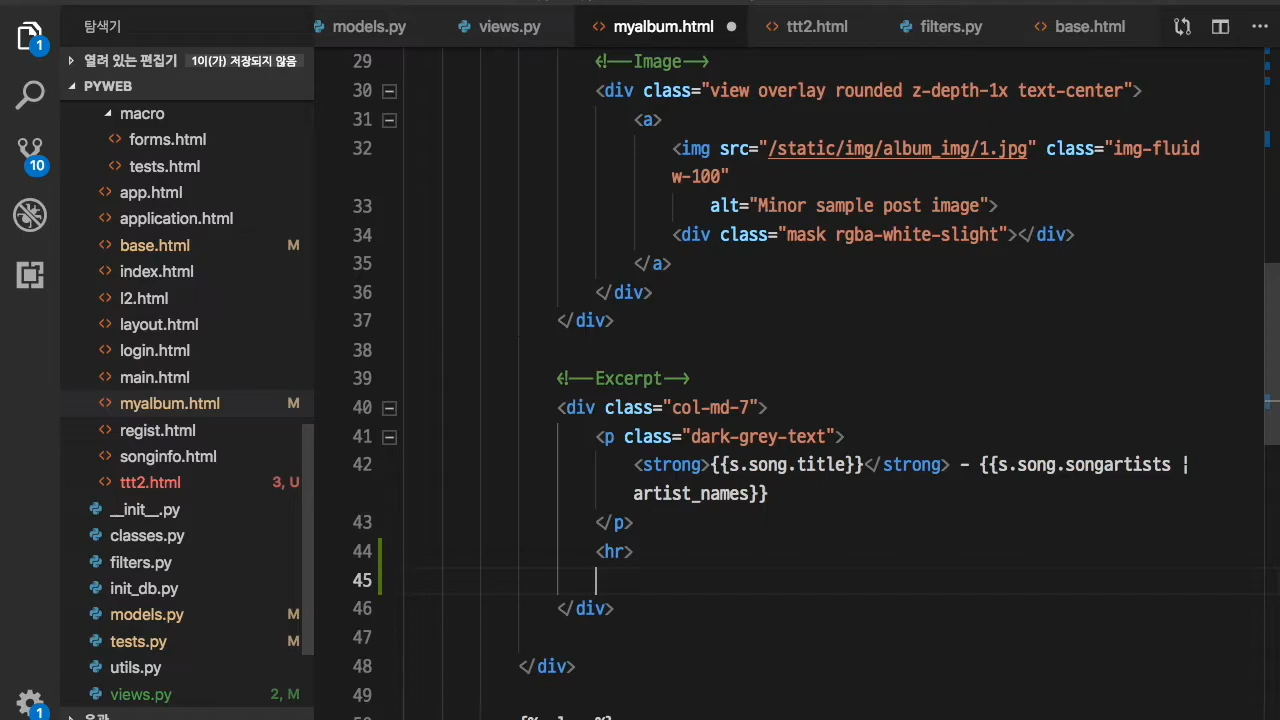 탐색기
models.py
views.py
myalbum.html
ttt2.html
filters.py
base.html
열려 있는 편집기 1이(가) 저장되지 않음
PYWEB
macro
forms.html
tests.html
app.html
application.html
base.html M
index.html
l2.html
layout.html
login.html
main.html
myalbum.html M
regist.html
songinfo.html
ttt2.html 3, U
__init__.py
classes.py
filters.py
init_db.py
models.py M
tests.py M
utils.py
views.py 2, M
1
10
1
29 <!--Image-->
30 <div class="view overlay rounded z-depth-1x text-center">
31 <a>
32 <img src="/static/img/album_img/1.jpg" class="img-fluid
w-100"
33 alt="Minor sample post image">
34 <div class="mask rgba-white-slight"></div>
35 </a>
36 </div>
37 </div>
38
39 <!--Excerpt-->
40 <div class="col-md-7">
41 <p class="dark-grey-text">
42 <strong>{{s.song.title}}</strong> - {{s.song.songartists |
artist_names}}
43 </p>
44 <hr>
45
46 </div>
47
48 </div>
49